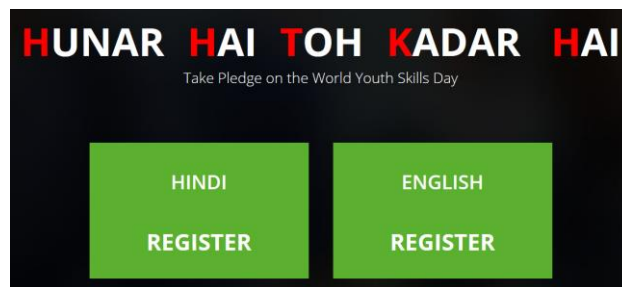 HUNAR HAI TOH KADAR HAI
Take Pledge on the World Youth Skills Day
HINDI ENGLISH
REGISTER REGISTER